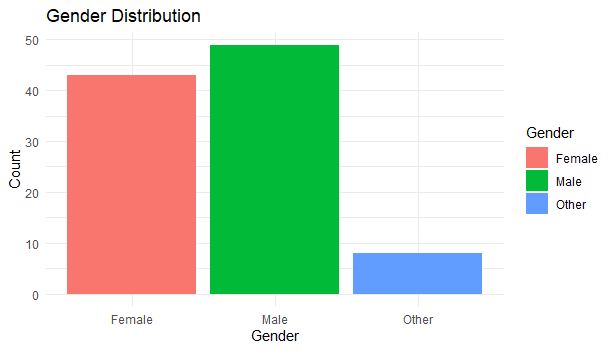 Gender Distribution
50
40
30
20
10
0
Count
Female
Male
Other
Gender
Gender
Female
Male
Other